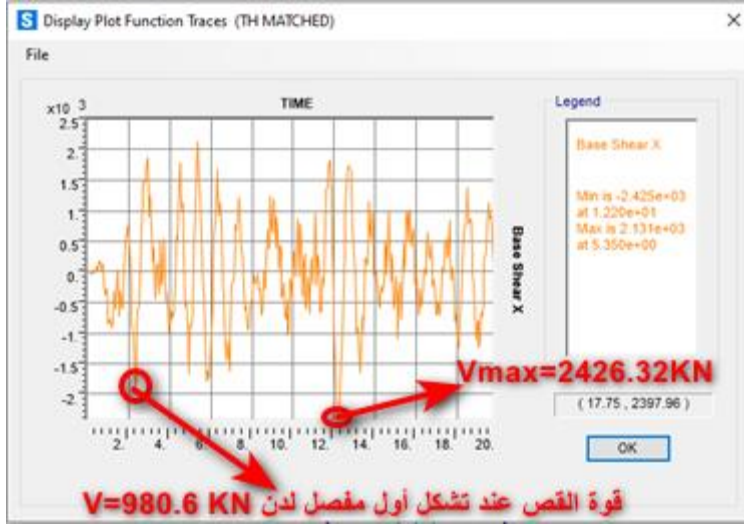 S Display Plot Function Traces (TH MATCHED)
File
TIME
Legend
x10 3
2.5
2.
1.5
1.
0.5
0.
-0.5
-1.
-1.5
-2.
Base Shear X
Base Shear X
Min is -2.425e+03
at 1.220e+01
Max is 2.131e+03
at 5.350e+00
Vmax=2426.32KN
( 17.75 , 2397.96 )
2. 4. 6. 8. 10. 12. 14. 16. 18. 20.
OK
قوة القص عند تشكل أول مفصل لدن V=980.6 KN